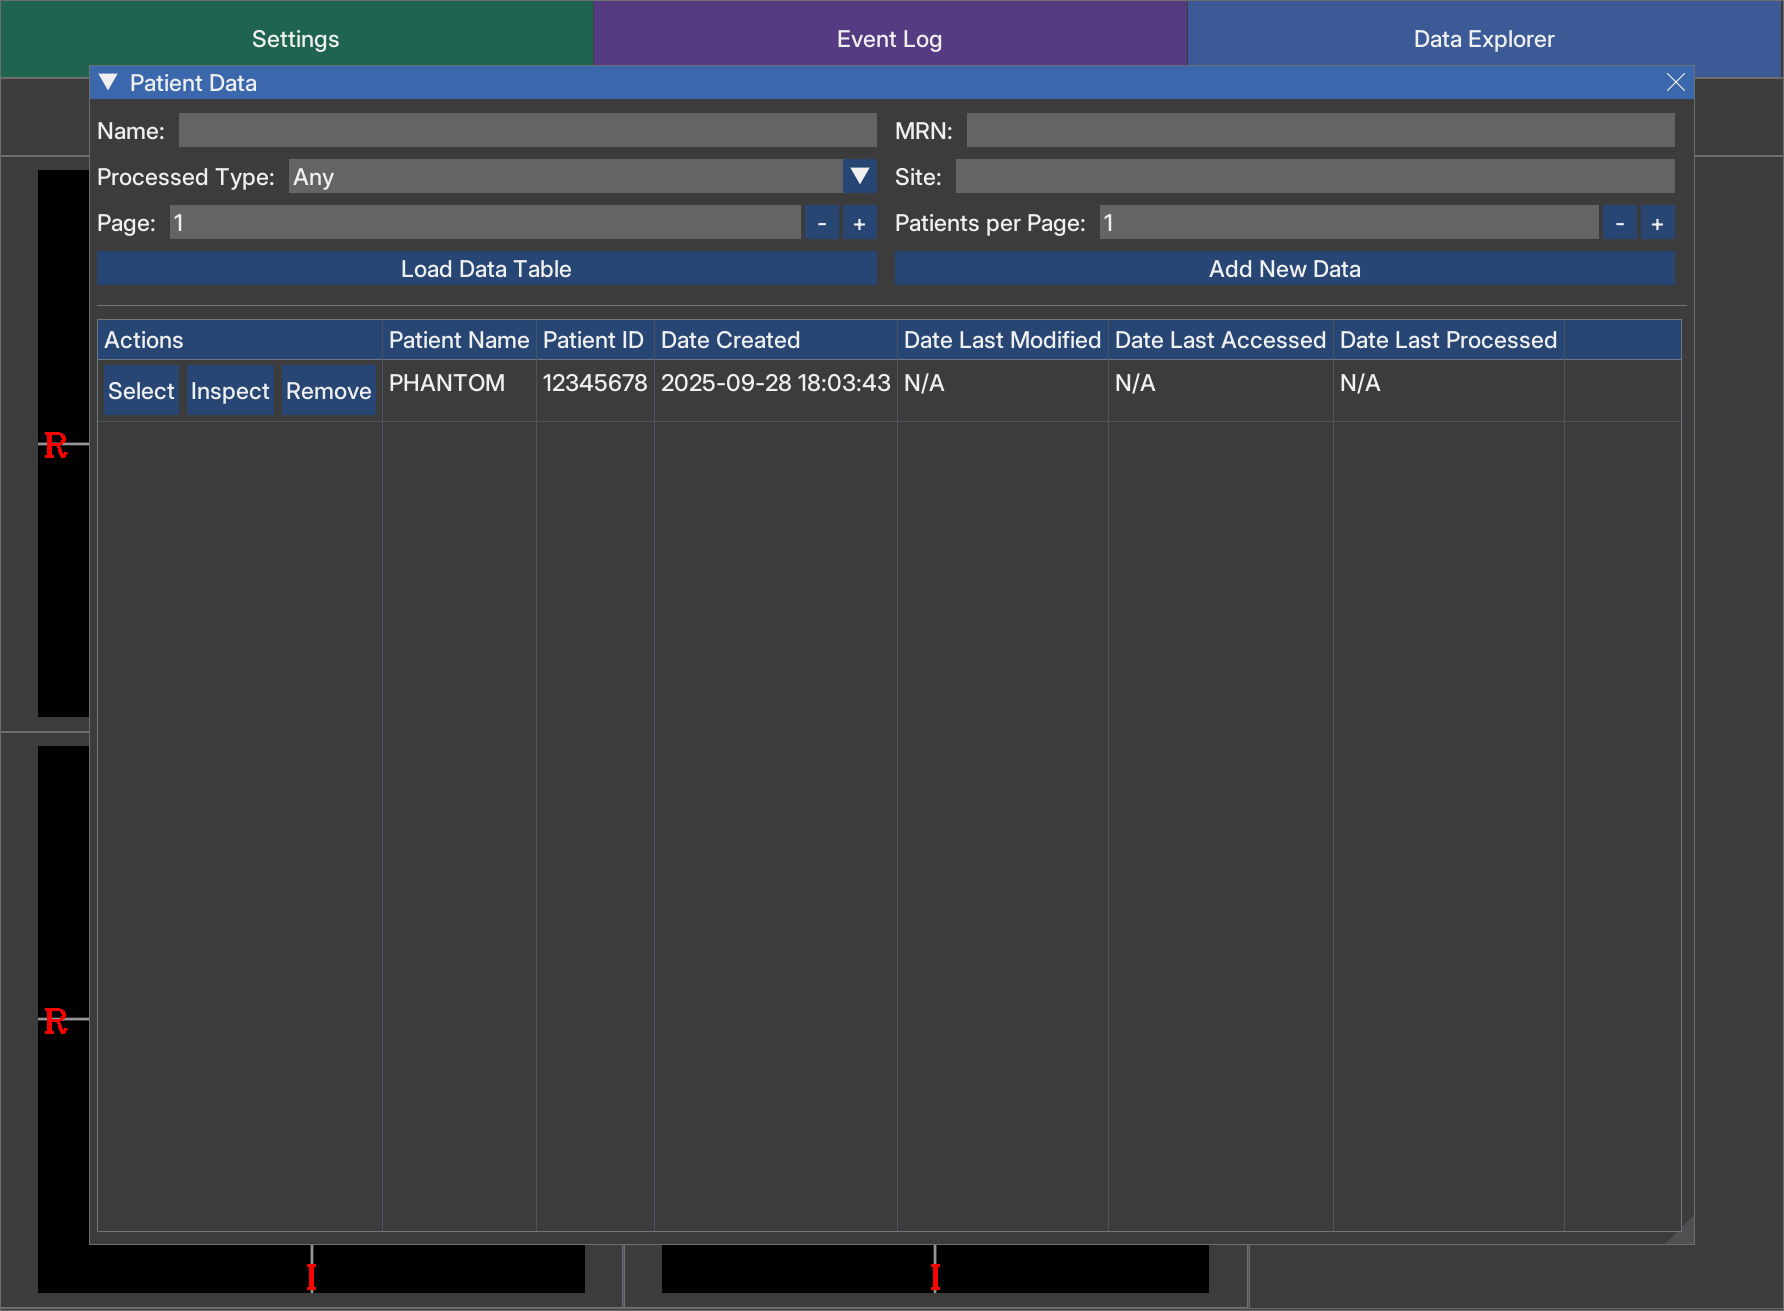 Settings Event Log Data Explorer
Patient Data
Name: MRN:
Processed Type: Any Site:
Page: 1 - + Patients per Page: 1 - +
Load Data Table Add New Data
Actions Patient Name Patient ID Date Created Date Last Modified Date Last Accessed Date Last Processed
Select Inspect Remove PHANTOM 12345678 2025-09-28 18:03:43 N/A N/A N/A
R
R
I I